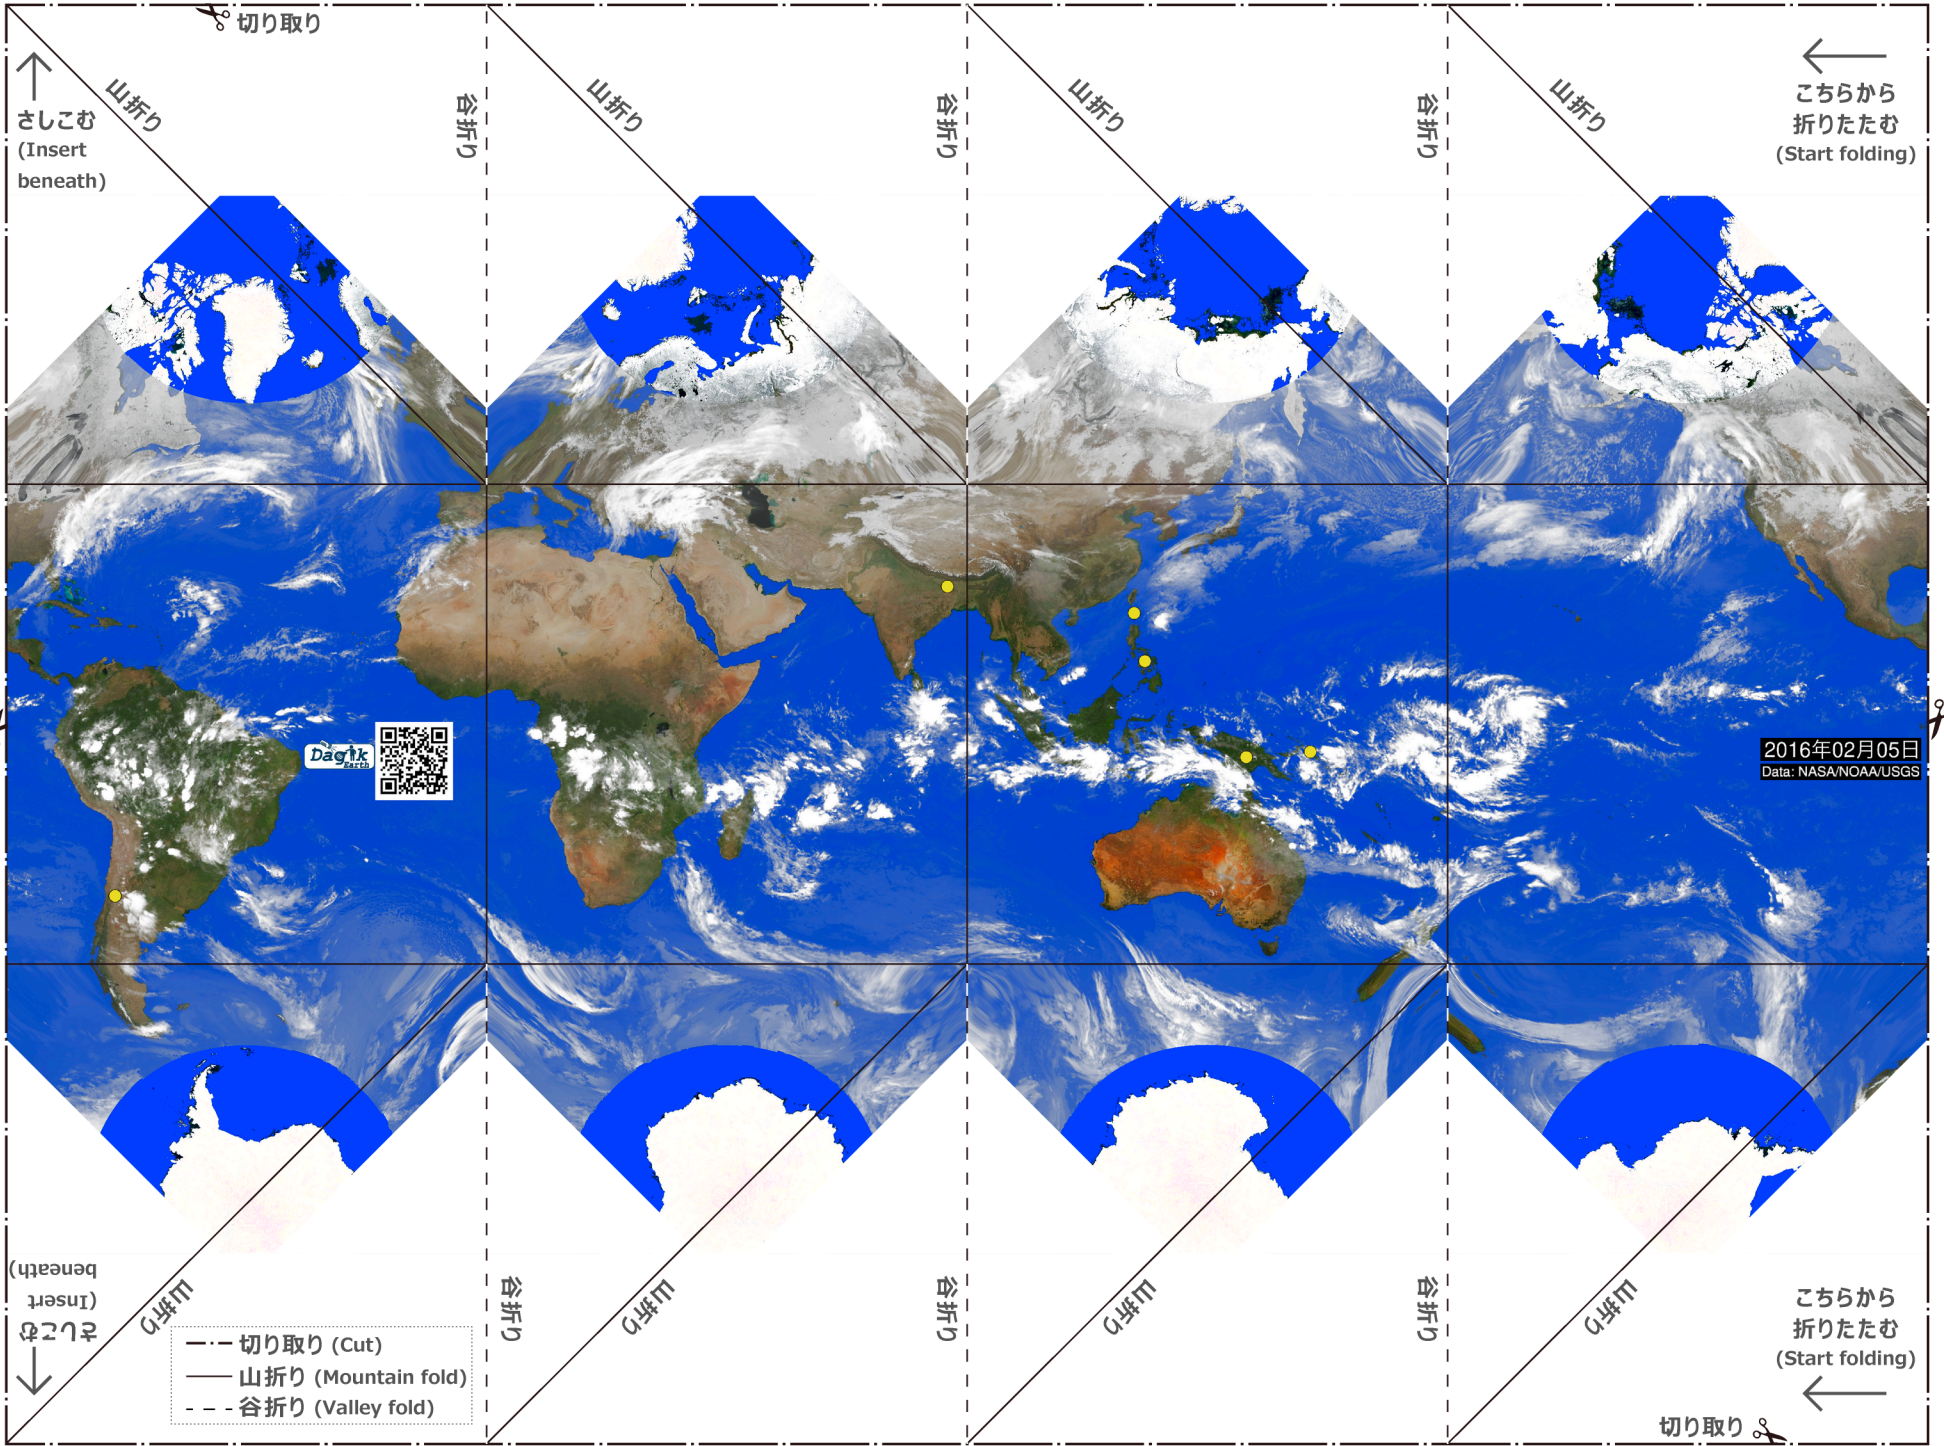 切り取り
山折り
山折り
山折り
山折り
谷折り
谷折り
谷折り
さしこむ
(Insert
beneath)
こちらから
折りたたむ
(Start folding)
Dagik
Earth
2016年02月05日
Data: NASA/NOAA/USGS
さしこむ
(Insert
beneath)
山折り
山折り
山折り
山折り
谷折り
谷折り
谷折り
こちらから
折りたたむ
(Start folding)
切り取り (Cut)
山折り (Mountain fold)
谷折り (Valley fold)
切り取り